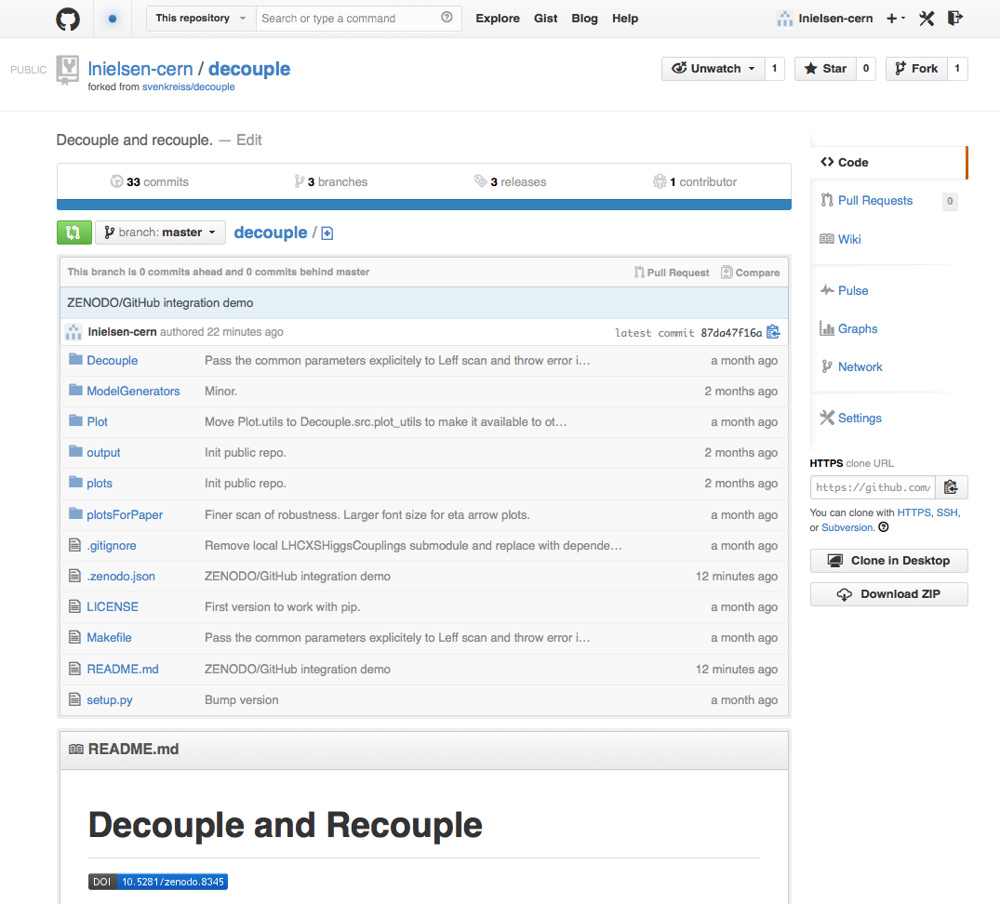 This repository Search or type a command Explore Gist Blog Help lnielsen-cern
PUBLIC lnielsen-cern / decouple Unwatch 1 Star 0 Fork 1
forked from svenkreiss/decouple
Decouple and recouple. — Edit
33 commits 3 branches 3 releases 1 contributor
branch: master decouple /
This branch is 0 commits ahead and 0 commits behind master Pull Request Compare
ZENODO/GitHub integration demo
lnielsen-cern authored 22 minutes ago latest commit 87da47f16a
Decouple Pass the common parameters explicitely to Leff scan and throw error i… a month ago
ModelGenerators Minor. 2 months ago
Plot Move Plot.utils to Decouple.src.plot_utils to make it available to ot… a month ago
output Init public repo. 2 months ago
plots Init public repo. 2 months ago
plotsForPaper Finer scan of robustness. Larger font size for eta arrow plots. a month ago
.gitignore Remove local LHCXSHiggsCouplings submodule and replace with depende… a month ago
.zenodo.json ZENODO/GitHub integration demo 12 minutes ago
LICENSE First version to work with pip. a month ago
Makefile Pass the common parameters explicitely to Leff scan and throw error i… a month ago
README.md ZENODO/GitHub integration demo 12 minutes ago
setup.py Bump version a month ago
README.md
Decouple and Recouple
DOI 10.5281/zenodo.8345
Code
Pull Requests 0
Wiki
Pulse
Graphs
Network
Settings
HTTPS clone URL
https://github.com/
You can clone with HTTPS, SSH,
or Subversion.
Clone in Desktop
Download ZIP